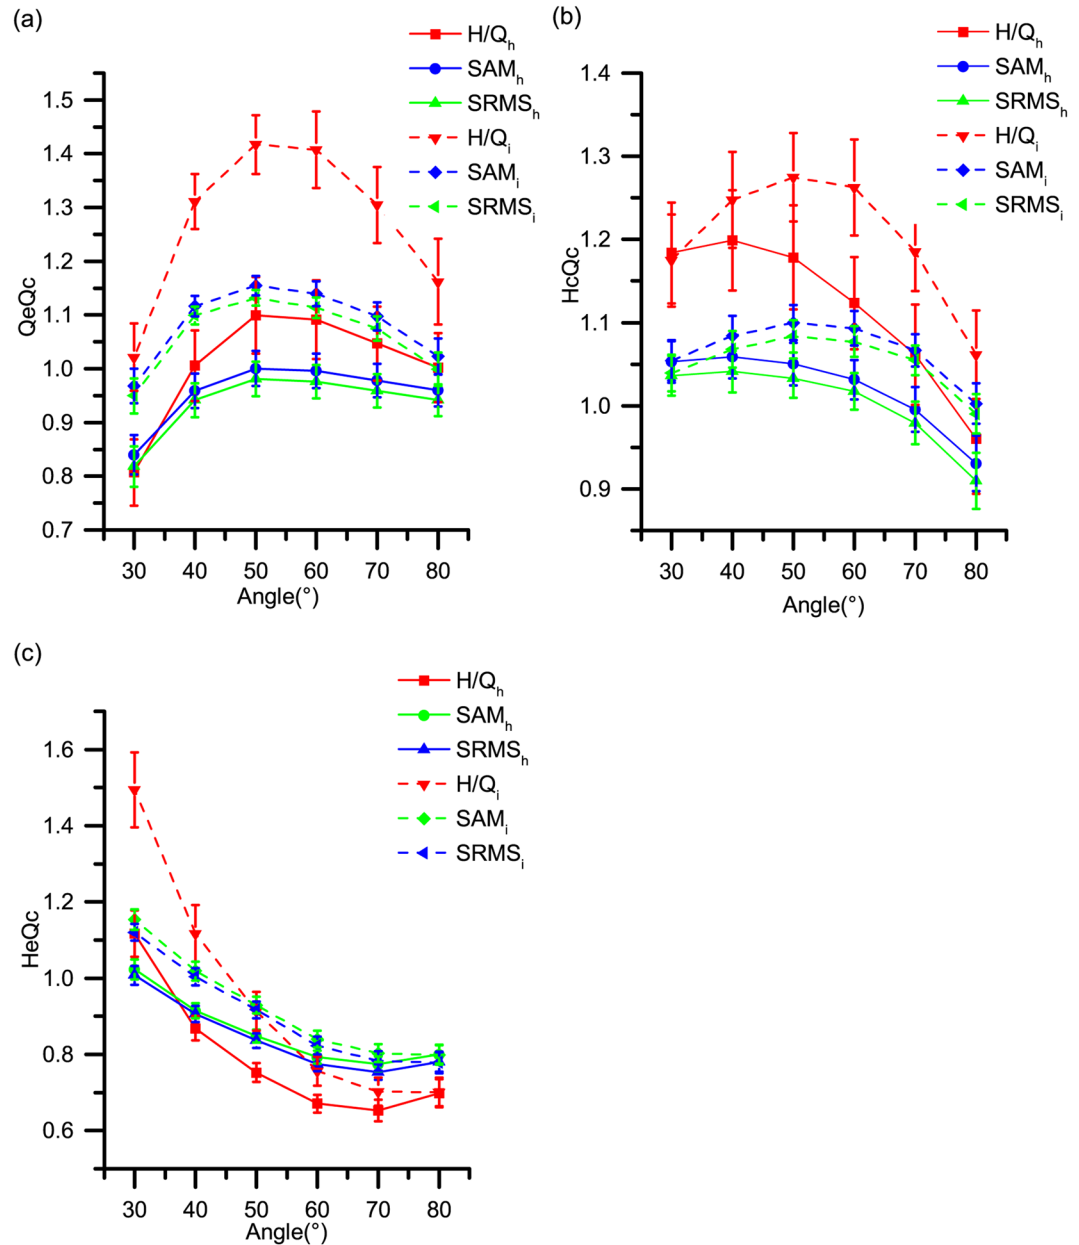 (a)
H/Qh
SAMh
SRMSh
H/Qi
SAMi
SRMSi
QeQc
1.5
1.4
1.3
1.2
1.1
1.0
0.9
0.8
0.7
30 40 50 60 70 80
Angle(°)
(b)
H/Qh
SAMh
SRMSh
H/Qi
SAMi
SRMSi
HcQc
1.4
1.3
1.2
1.1
1.0
0.9
30 40 50 60 70 80
Angle(°)
(c)
H/Qh
SAMh
SRMSh
H/Qi
SAMi
SRMSi
HeQc
1.6
1.4
1.2
1.0
0.8
0.6
30 40 50 60 70 80
Angle(°)